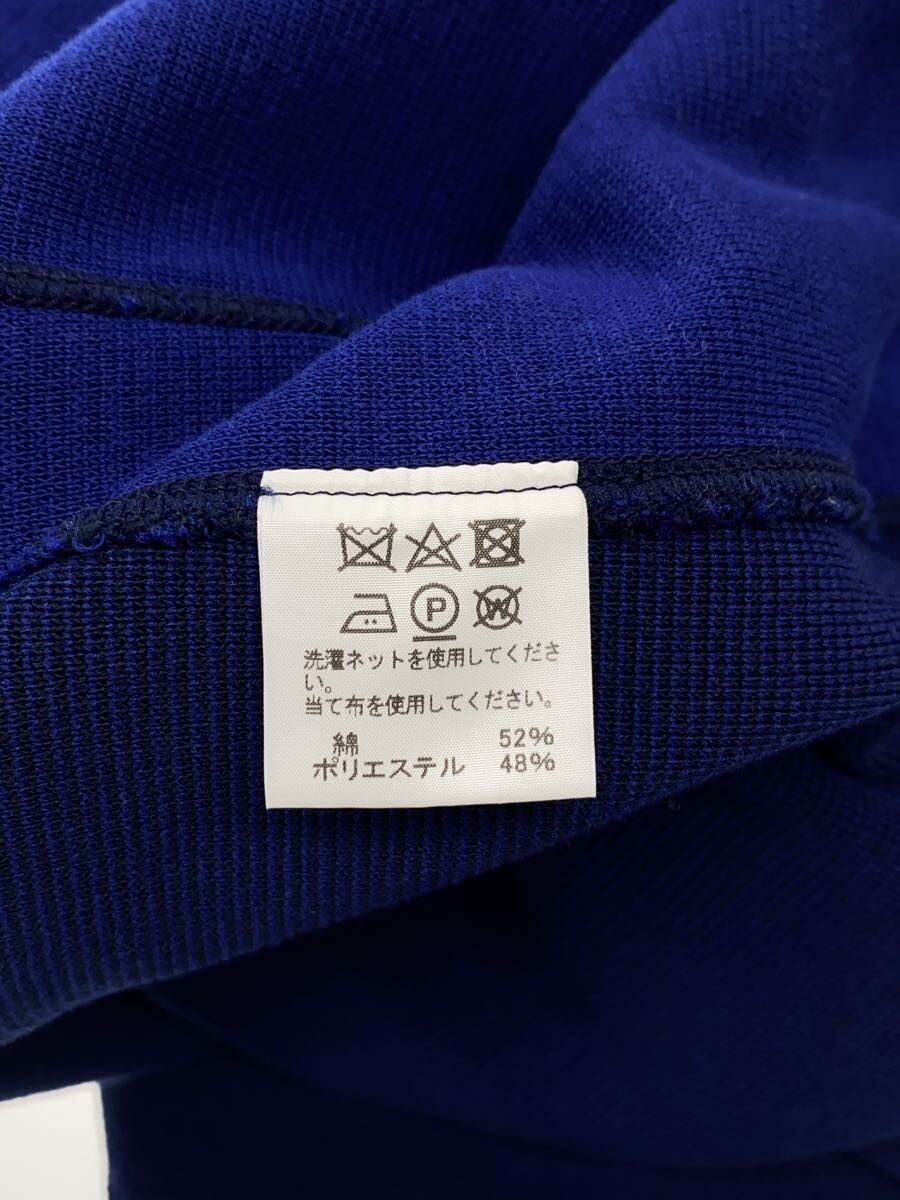 P W
洗濯ネットを使用してくださ
い。
当て布を使用してください。
綿 52%
ポリエステル 48%